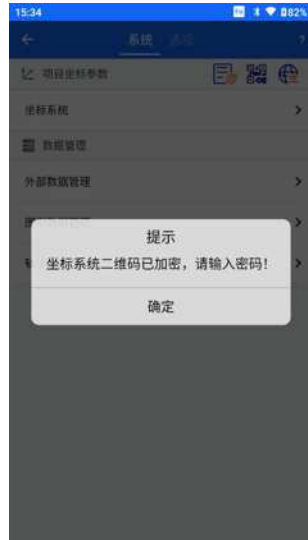 15:34
82%
系统
?
项目坐标参数
坐标系统
数据管理
外部数据管理
提示
坐标系统二维码已加密，请输入密码！
确定